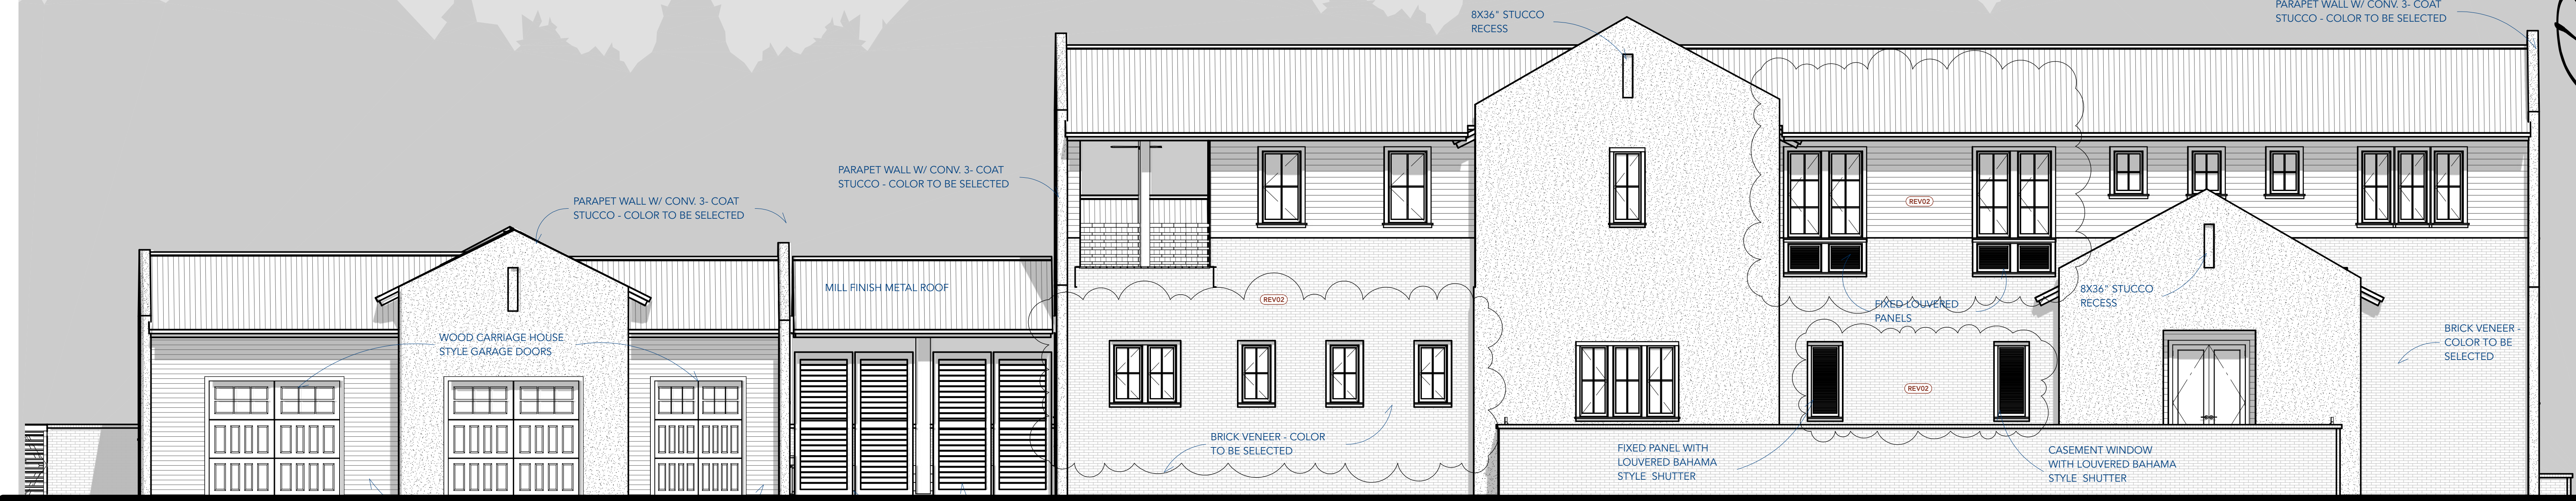 8X36" STUCCO
RECESS
PARAPET WALL W/ CONV. 3- COAT
STUCCO - COLOR TO BE SELECTED
PARAPET WALL W/ CONV. 3- COAT
STUCCO - COLOR TO BE SELECTED
PARAPET WALL W/ CONV. 3- COAT
STUCCO - COLOR TO BE SELECTED
REV02
MILL FINISH METAL ROOF
REV02
FIXED LOUVERED
PANELS
8X36" STUCCO
RECESS
WOOD CARRIAGE HOUSE
STYLE GARAGE DOORS
BRICK VENEER -
COLOR TO BE
SELECTED
REV02
BRICK VENEER - COLOR
TO BE SELECTED
FIXED PANEL WITH
LOUVERED BAHAMA
STYLE SHUTTER
CASEMENT WINDOW
WITH LOUVERED BAHAMA
STYLE SHUTTER